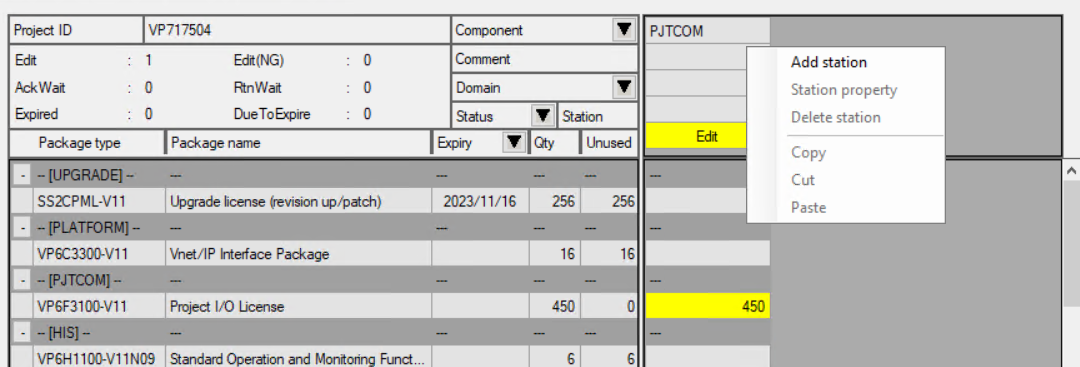 Project ID VP717504 Component ▼ PJTCOM
Edit : 1 Edit(NG) : 0 Comment
AckWait : 0 RtnWait : 0 Domain ▼
Expired : 0 DueToExpire : 0 Status ▼ Station
Package type Package name Expiry ▼ Qty Unused Edit
Add station
Station property
Delete station
Copy
Cut
Paste
- -- [UPGRADE] -- --- --- --- --- ---
SS2CPML-V11 Upgrade license (revision up/patch) 2023/11/16 256 256
- -- [PLATFORM] -- --- --- --- ---
VP6C3300-V11 Vnet/IP Interface Package 16 16
- -- [PJTCOM] -- --- --- --- --- ---
VP6F3100-V11 Project I/O License 450 0 450
- -- [HIS] -- --- --- --- --- ---
VP6H1100-V11N09 Standard Operation and Monitoring Funct... 6 6